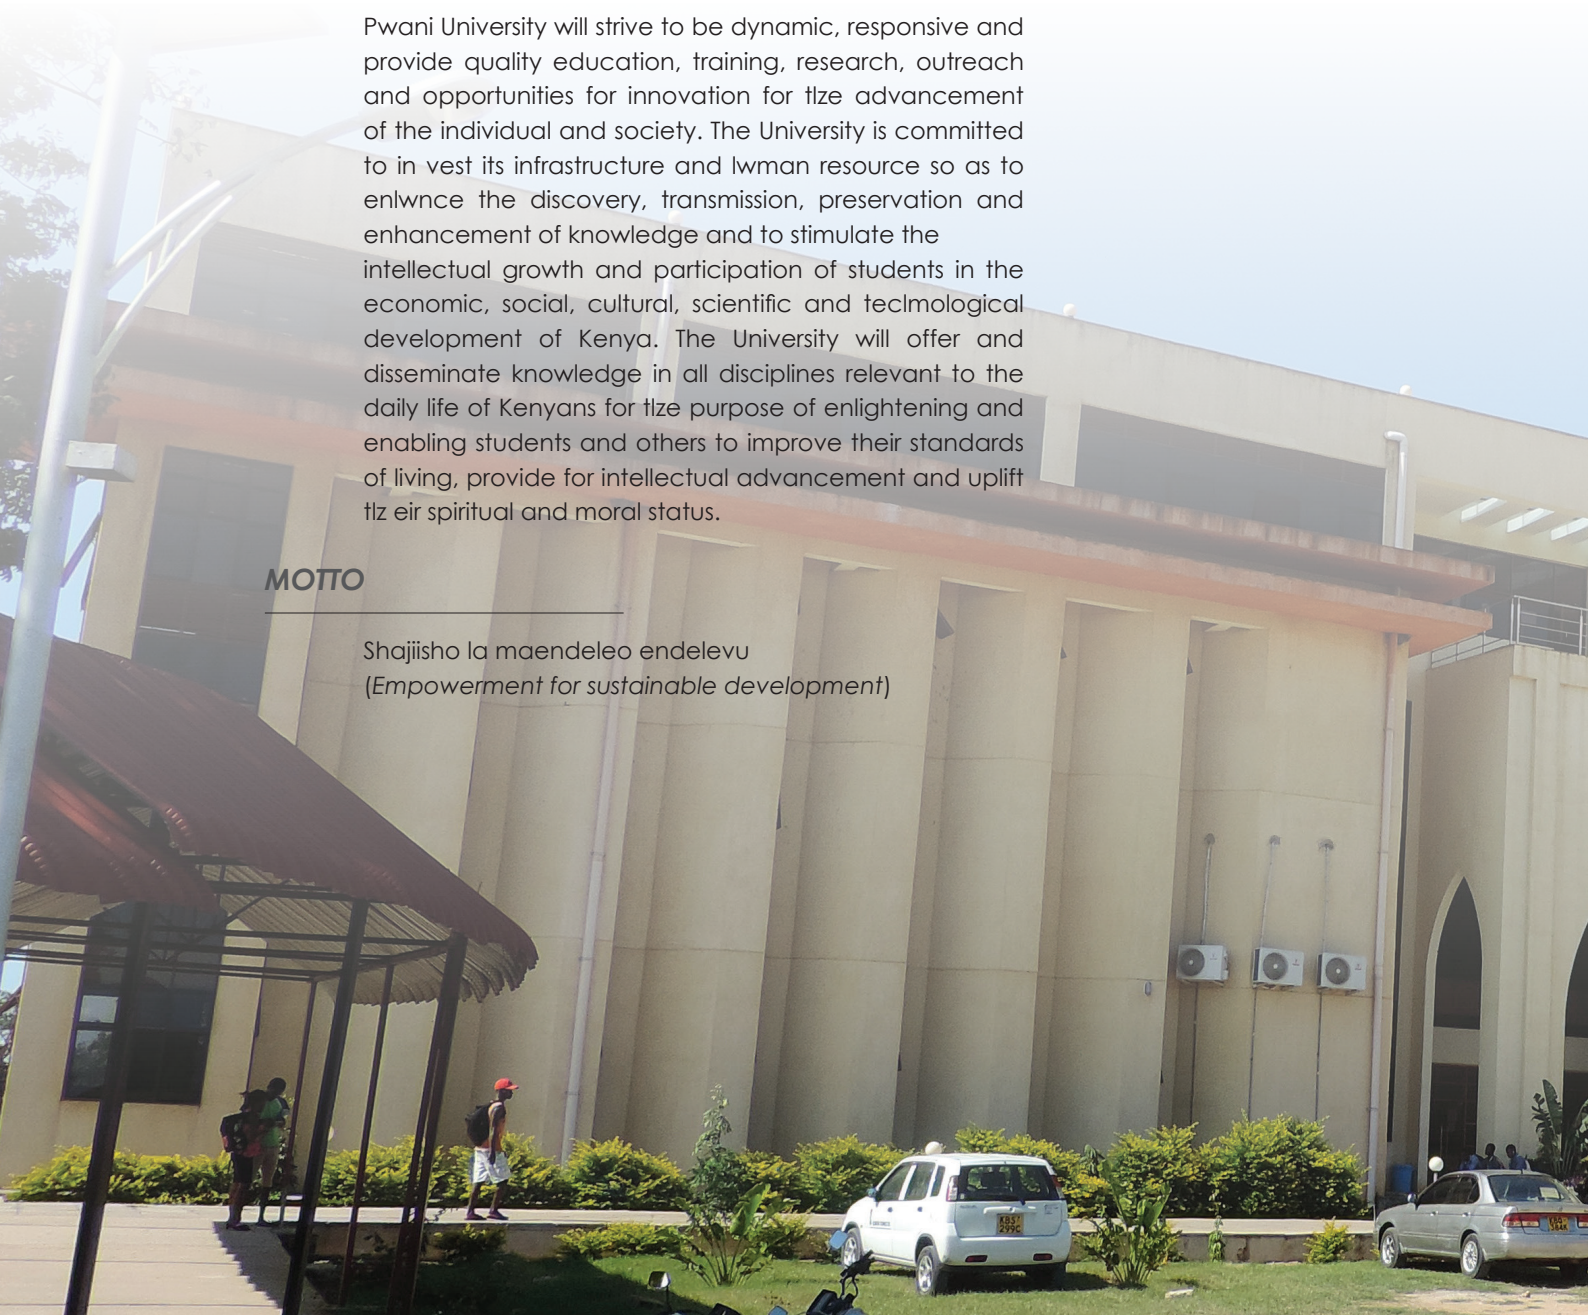 Pwani University will strive to be dynamic, responsive and
provide quality education, training, research, outreach
and opportunities for innovation for tlze advancement
of the individual and society. The University is committed
to in vest its infrastructure and lwman resource so as to
enlwnce the discovery, transmission, preservation and
enhancement of knowledge and to stimulate the
intellectual growth and participation of students in the
economic, social, cultural, scientific and teclmological
development of Kenya. The University will offer and
disseminate knowledge in all disciplines relevant to the
daily life of Kenyans for tlze purpose of enlightening and
enabling students and others to improve their standards
of living, provide for intellectual advancement and uplift
tlz eir spiritual and moral status.
MOTTO
Shajiisho la maendeleo endelevu
(Empowerment for sustainable development)
299C